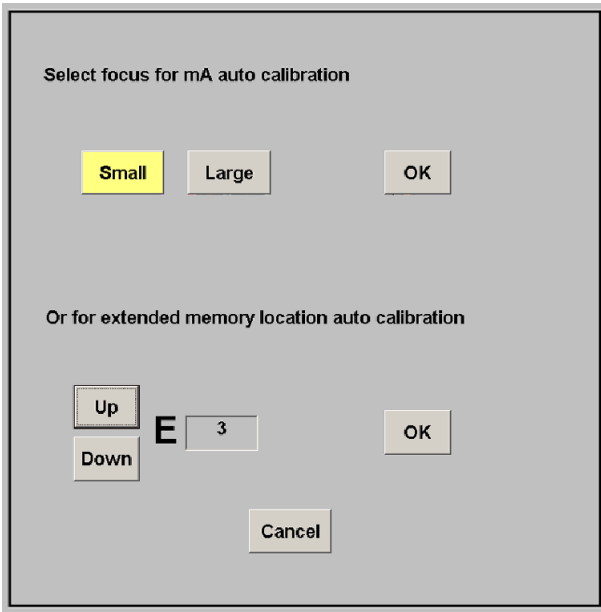 Select focus for mA auto calibration
Small Large OK
Or for extended memory location auto calibration
Up
E 3 OK
Down
Cancel